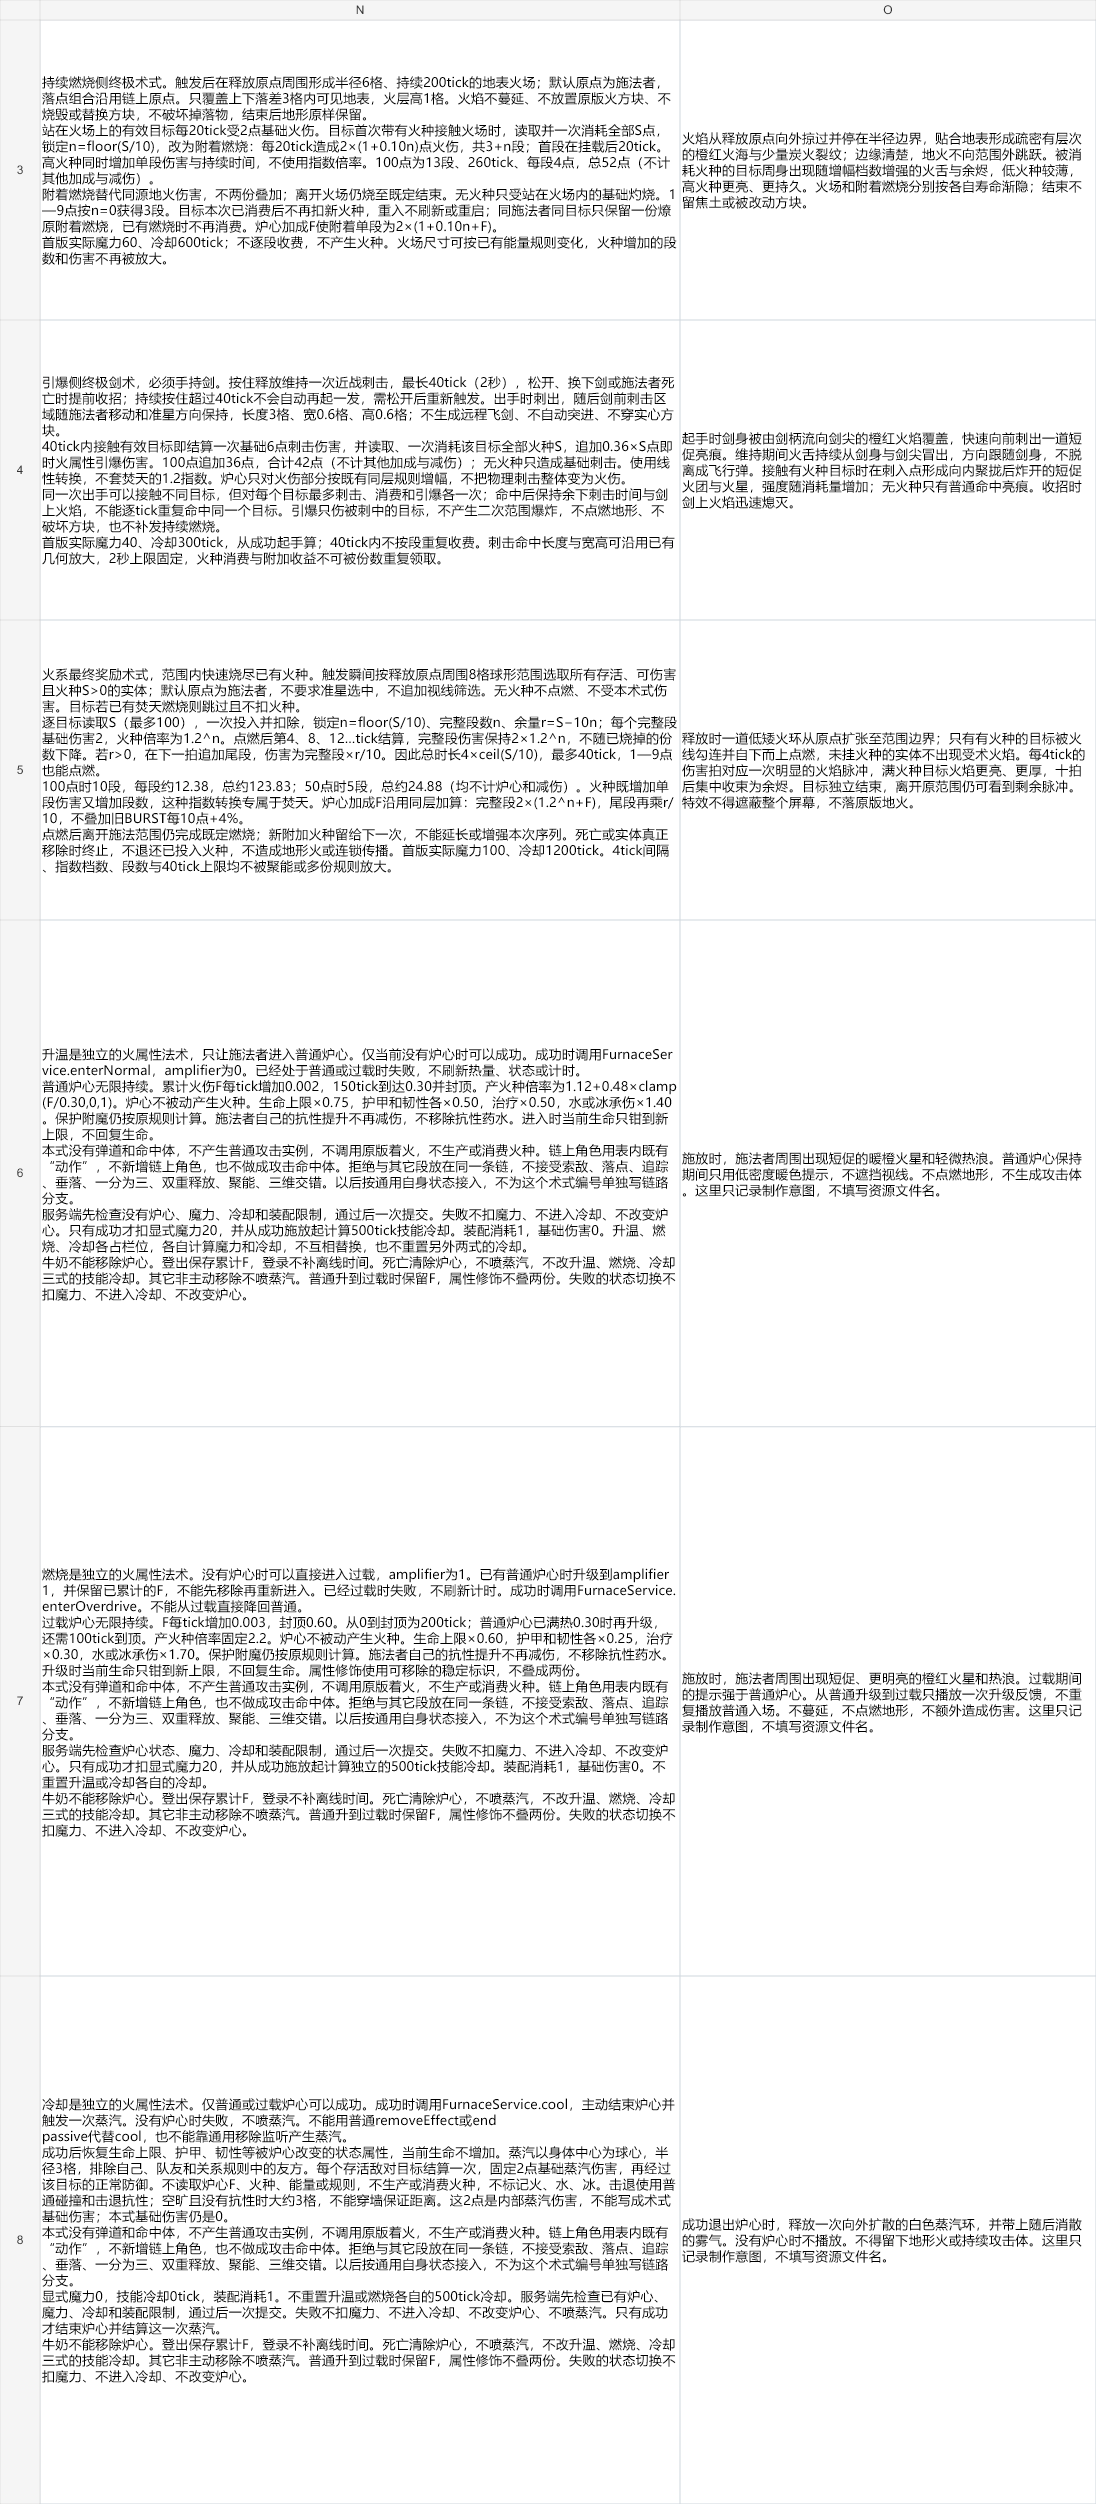 N
O
3
持续燃烧侧终极术式。触发后在释放原点周围形成半径6格、持续200tick的地表火场；默认原点为施法者，
落点组合沿用链上原点。只覆盖上下落差3格内可见地表，火层高1格。火焰不蔓延、不放置原版火方块、不
烧毁或替换方块，不破坏掉落物，结束后地形原样保留。
站在火场上的有效目标每20tick受2点基础火伤。目标首次带有火种接触火场时，读取并一次消耗全部S点，
锁定n=floor(S/10)，改为附着燃烧：每20tick造成2×(1+0.10n)点火伤，共3+n段；首段在挂载后20tick。
高火种同时增加单段伤害与持续时间，不使用指数倍率。100点为13段、260tick、每段4点，总52点（不计
其他加成与减伤）。
附着燃烧替代同源地火伤害，不两份叠加；离开火场仍烧至既定结束。无火种只受站在火场内的基础灼烧。1
—9点按n=0获得3段。目标本次已消费后不再扣新火种，重入不刷新或重启；同施法者同目标只保留一份燎
原附着燃烧，已有燃烧时不再消费。炉心加成F使附着单段为2×(1+0.10n+F)。
首版实际魔力60、冷却600tick；不逐段收费，不产生火种。火场尺寸可按已有能量规则变化，火种增加的段
数和伤害不再被放大。
火焰从释放原点向外掠过并停在半径边界，贴合地表形成疏密有层次
的橙红火海与少量炭火裂纹；边缘清楚，地火不向范围外跳跃。被消
耗火种的目标周身出现随增幅档数增强的火舌与余烬，低火种较薄，
高火种更亮、更持久。火场和附着燃烧分别按各自寿命渐隐；结束不
留焦土或被改动方块。
4
引爆侧终极剑术，必须手持剑。按住释放维持一次近战刺击，最长40tick（2秒），松开、换下剑或施法者死
亡时提前收招；持续按住超过40tick不会自动再起一发，需松开后重新触发。出手时刺出，随后剑前刺击区
域随施法者移动和准星方向保持，长度3格、宽0.6格、高0.6格；不生成远程飞剑、不自动突进、不穿实心方
块。
40tick内接触有效目标即结算一次基础6点刺击伤害，并读取、一次消耗该目标全部火种S，追加0.36×S点即
时火属性引爆伤害。100点追加36点，合计42点（不计其他加成与减伤）；无火种只造成基础刺击。使用线
性转换，不套焚天的1.2指数。炉心只对火伤部分按既有同层规则增幅，不把物理刺击整体变为火伤。
同一次出手可以接触不同目标，但对每个目标最多刺击、消费和引爆各一次；命中后保持余下刺击时间与剑
上火焰，不能逐tick重复命中同一个目标。引爆只伤被刺中的目标，不产生二次范围爆炸，不点燃地形、不
破坏方块，也不补发持续燃烧。
首版实际魔力40、冷却300tick，从成功起手算；40tick内不按段重复收费。刺击命中长度与宽高可沿用已有
几何放大，2秒上限固定，火种消费与附加收益不可被份数重复领取。
起手时剑身被由剑柄流向剑尖的橙红火焰覆盖，快速向前刺出一道短
促亮痕。维持期间火舌持续从剑身与剑尖冒出，方向跟随剑身，不脱
离成飞行弹。接触有火种目标时在刺入点形成向内聚拢后炸开的短促
火团与火星，强度随消耗量增加；无火种只有普通命中亮痕。收招时
剑上火焰迅速熄灭。
5
火系最终奖励术式，范围内快速烧尽已有火种。触发瞬间按释放原点周围8格球形范围选取所有存活、可伤害
且火种S>0的实体；默认原点为施法者，不要求准星选中，不追加视线筛选。无火种不点燃、不受本术式伤
害。目标若已有焚天燃烧则跳过且不扣火种。
逐目标读取S（最多100），一次投入并扣除，锁定n=floor(S/10)、完整段数n、余量r=S−10n；每个完整段
基础伤害2，火种倍率为1.2^n。点燃后第4、8、12…tick结算，完整段伤害保持2×1.2^n，不随已烧掉的份
数下降。若r>0，在下一拍追加尾段，伤害为完整段×r/10。因此总时长4×ceil(S/10)，最多40tick，1—9点
也能点燃。
100点时10段，每段约12.38，总约123.83；50点时5段，总约24.88（均不计炉心和减伤）。火种既增加单
段伤害又增加段数，这种指数转换专属于焚天。炉心加成F沿用同层加算：完整段2×(1.2^n+F)，尾段再乘r/
10，不叠加旧BURST每10点+4%。
点燃后离开施法范围仍完成既定燃烧；新附加火种留给下一次，不能延长或增强本次序列。死亡或实体真正
移除时终止，不退还已投入火种，不造成地形火或连锁传播。首版实际魔力100、冷却1200tick。4tick间隔
、指数档数、段数与40tick上限均不被聚能或多份规则放大。
释放时一道低矮火环从原点扩张至范围边界；只有有火种的目标被火
线勾连并自下而上点燃，未挂火种的实体不出现受术火焰。每4tick的
伤害拍对应一次明显的火焰脉冲，满火种目标火焰更亮、更厚，十拍
后集中收束为余烬。目标独立结束，离开原范围仍可看到剩余脉冲。
特效不得遮蔽整个屏幕，不落原版地火。
6
升温是独立的火属性法术，只让施法者进入普通炉心。仅当前没有炉心时可以成功。成功时调用FurnaceSer
vice.enterNormal，amplifier为0。已经处于普通或过载时失败，不刷新热量、状态或计时。
普通炉心无限持续。累计火伤F每tick增加0.002，150tick到达0.30并封顶。产火种倍率为1.12+0.48×clamp
(F/0.30,0,1)。炉心不被动产生火种。生命上限×0.75，护甲和韧性各×0.50，治疗×0.50，水或冰承伤×1.40
。保护附魔仍按原规则计算。施法者自己的抗性提升不再减伤，不移除抗性药水。进入时当前生命只钳到新
上限，不回复生命。
本式没有弹道和命中体，不产生普通攻击实例，不调用原版着火，不生产或消费火种。链上角色用表内既有
“动作”，不新增链上角色，也不做成攻击命中体。拒绝与其它段放在同一条链，不接受索敌、落点、追踪
、垂落、一分为三、双重释放、聚能、三维交错。以后按通用自身状态接入，不为这个术式编号单独写链路
分支。
服务端先检查没有炉心、魔力、冷却和装配限制，通过后一次提交。失败不扣魔力、不进入冷却、不改变炉
心。只有成功才扣显式魔力20，并从成功施放起计算500tick技能冷却。装配消耗1，基础伤害0。升温、燃
烧、冷却各占栏位，各自计算魔力和冷却，不互相替换，也不重置另外两式的冷却。
牛奶不能移除炉心。登出保存累计F，登录不补离线时间。死亡清除炉心，不喷蒸汽，不改升温、燃烧、冷却
三式的技能冷却。其它非主动移除不喷蒸汽。普通升到过载时保留F，属性修饰不叠两份。失败的状态切换不
扣魔力、不进入冷却、不改变炉心。
施放时，施法者周围出现短促的暖橙火星和轻微热浪。普通炉心保持
期间只用低密度暖色提示，不遮挡视线。不点燃地形，不生成攻击体
。这里只记录制作意图，不填写资源文件名。
7
燃烧是独立的火属性法术。没有炉心时可以直接进入过载，amplifier为1。已有普通炉心时升级到amplifier
1，并保留已累计的F，不能先移除再重新进入。已经过载时失败，不刷新计时。成功时调用FurnaceService.
enterOverdrive。不能从过载直接降回普通。
过载炉心无限持续。F每tick增加0.003，封顶0.60。从0到封顶为200tick；普通炉心已满热0.30时再升级，
还需100tick到顶。产火种倍率固定2.2。炉心不被动产生火种。生命上限×0.60，护甲和韧性各×0.25，治疗
×0.30，水或冰承伤×1.70。保护附魔仍按原规则计算。施法者自己的抗性提升不再减伤，不移除抗性药水。
升级时当前生命只钳到新上限，不回复生命。属性修饰使用可移除的稳定标识，不叠成两份。
本式没有弹道和命中体，不产生普通攻击实例，不调用原版着火，不生产或消费火种。链上角色用表内既有
“动作”，不新增链上角色，也不做成攻击命中体。拒绝与其它段放在同一条链，不接受索敌、落点、追踪
、垂落、一分为三、双重释放、聚能、三维交错。以后按通用自身状态接入，不为这个术式编号单独写链路
分支。
服务端先检查炉心状态、魔力、冷却和装配限制，通过后一次提交。失败不扣魔力、不进入冷却、不改变炉
心。只有成功才扣显式魔力20，并从成功施放起计算独立的500tick技能冷却。装配消耗1，基础伤害0。不
重置升温或冷却各自的冷却。
牛奶不能移除炉心。登出保存累计F，登录不补离线时间。死亡清除炉心，不喷蒸汽，不改升温、燃烧、冷却
三式的技能冷却。其它非主动移除不喷蒸汽。普通升到过载时保留F，属性修饰不叠两份。失败的状态切换不
扣魔力、不进入冷却、不改变炉心。
施放时，施法者周围出现短促、更明亮的橙红火星和热浪。过载期间
的提示强于普通炉心。从普通升级到过载只播放一次升级反馈，不重
复播放普通入场。不蔓延，不点燃地形，不额外造成伤害。这里只记
录制作意图，不填写资源文件名。
8
冷却是独立的火属性法术。仅普通或过载炉心可以成功。成功时调用FurnaceService.cool，主动结束炉心并
触发一次蒸汽。没有炉心时失败，不喷蒸汽。不能用普通removeEffect或end
passive代替cool，也不能靠通用移除监听产生蒸汽。
成功后恢复生命上限、护甲、韧性等被炉心改变的状态属性，当前生命不增加。蒸汽以身体中心为球心，半
径3格，排除自己、队友和关系规则中的友方。每个存活敌对目标结算一次，固定2点基础蒸汽伤害，再经过
该目标的正常防御。不读取炉心F、火种、能量或规则，不生产或消费火种，不标记火、水、冰。击退使用普
通碰撞和击退抗性；空旷且没有抗性时大约3格，不能穿墙保证距离。这2点是内部蒸汽伤害，不能写成术式
基础伤害；本式基础伤害仍是0。
本式没有弹道和命中体，不产生普通攻击实例，不调用原版着火，不生产或消费火种。链上角色用表内既有
“动作”，不新增链上角色，也不做成攻击命中体。拒绝与其它段放在同一条链，不接受索敌、落点、追踪
、垂落、一分为三、双重释放、聚能、三维交错。以后按通用自身状态接入，不为这个术式编号单独写链路
分支。
显式魔力0，技能冷却0tick，装配消耗1。不重置升温或燃烧各自的500tick冷却。服务端先检查已有炉心、
魔力、冷却和装配限制，通过后一次提交。失败不扣魔力、不进入冷却、不改变炉心、不喷蒸汽。只有成功
才结束炉心并结算这一次蒸汽。
牛奶不能移除炉心。登出保存累计F，登录不补离线时间。死亡清除炉心，不喷蒸汽，不改升温、燃烧、冷却
三式的技能冷却。其它非主动移除不喷蒸汽。普通升到过载时保留F，属性修饰不叠两份。失败的状态切换不
扣魔力、不进入冷却、不改变炉心。
成功退出炉心时，释放一次向外扩散的白色蒸汽环，并带上随后消散
的雾气。没有炉心时不播放。不得留下地形火或持续攻击体。这里只
记录制作意图，不填写资源文件名。